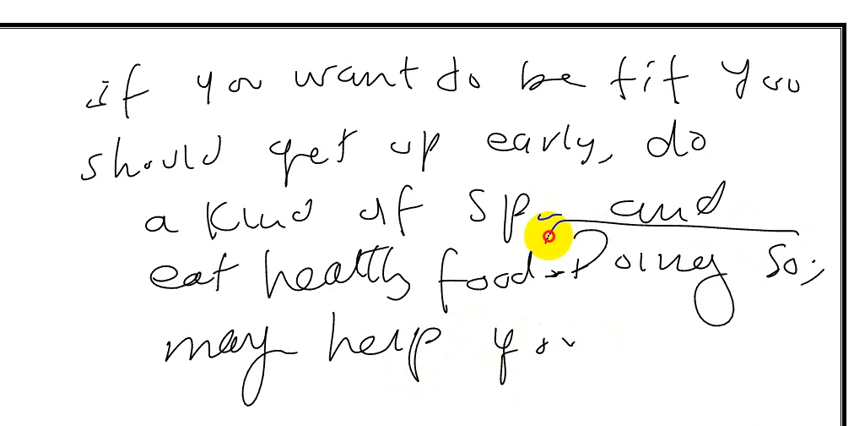 if you want to be fit you
should get up early, do
a kind of and
eat healthy food. Doing so,
may help you